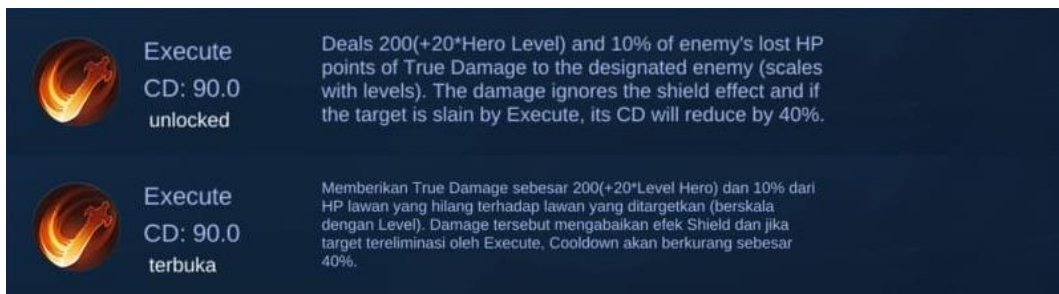 Execute
CD: 90.0
unlocked
Deals 200(+20*Hero Level) and 10% of enemy's lost HP
points of True Damage to the designated enemy (scales
with levels). The damage ignores the shield effect and if
the target is slain by Execute, its CD will reduce by 40%.
Execute
CD: 90.0
terbuka
Memberikan True Damage sebesar 200(+20*Level Hero) dan 10% dari
HP lawan yang hilang terhadap lawan yang ditargetkan (berskala
dengan Level). Damage tersebut mengabaikan efek Shield dan jika
target tereliminasi oleh Execute, Cooldown akan berkurang sebesar
40%.